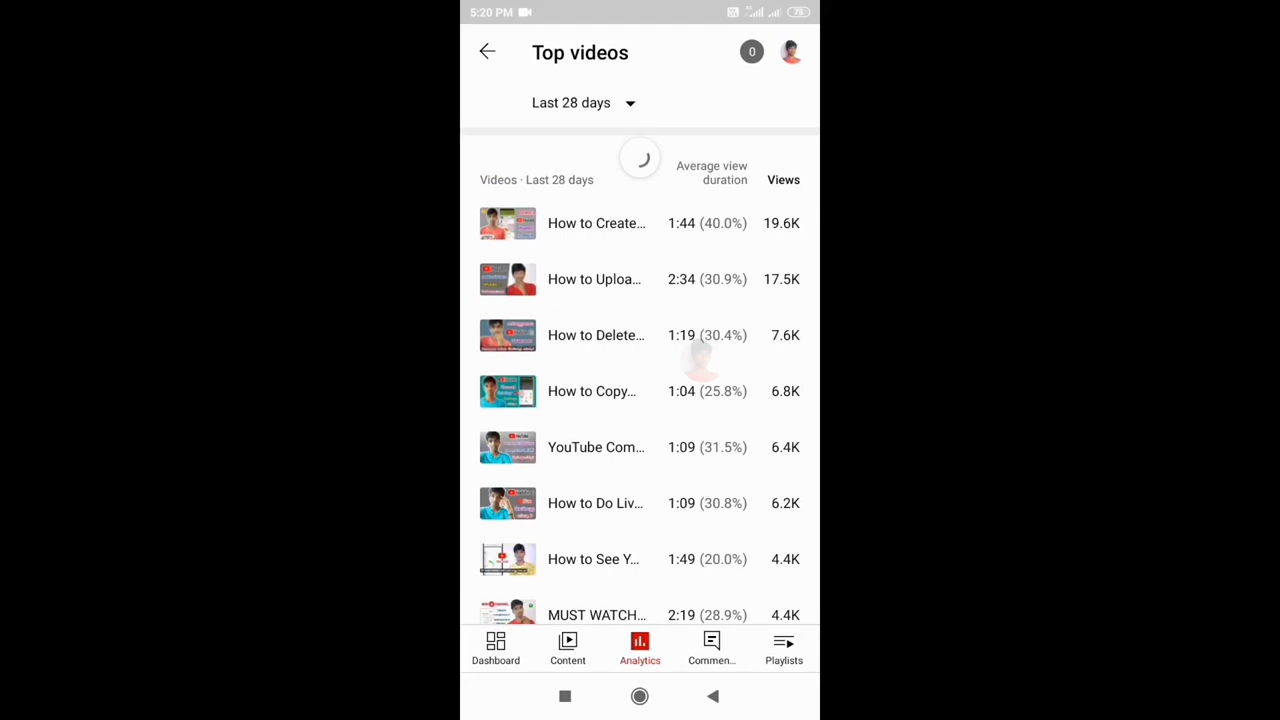 5:20 PM
4G
75
Top videos
0
Last 28 days
Videos · Last 28 days
Average view duration
Views
How to Create... 1:44 (40.0%) 19.6K
How to Uploa... 2:34 (30.9%) 17.5K
How to Delete... 1:19 (30.4%) 7.6K
How to Copy... 1:04 (25.8%) 6.8K
YouTube Com... 1:09 (31.5%) 6.4K
How to Do Liv... 1:09 (30.8%) 6.2K
How to See Y... 1:49 (20.0%) 4.4K
MUST WATCH... 2:19 (28.9%) 4.4K
Dashboard
Content
Analytics
Commen...
Playlists